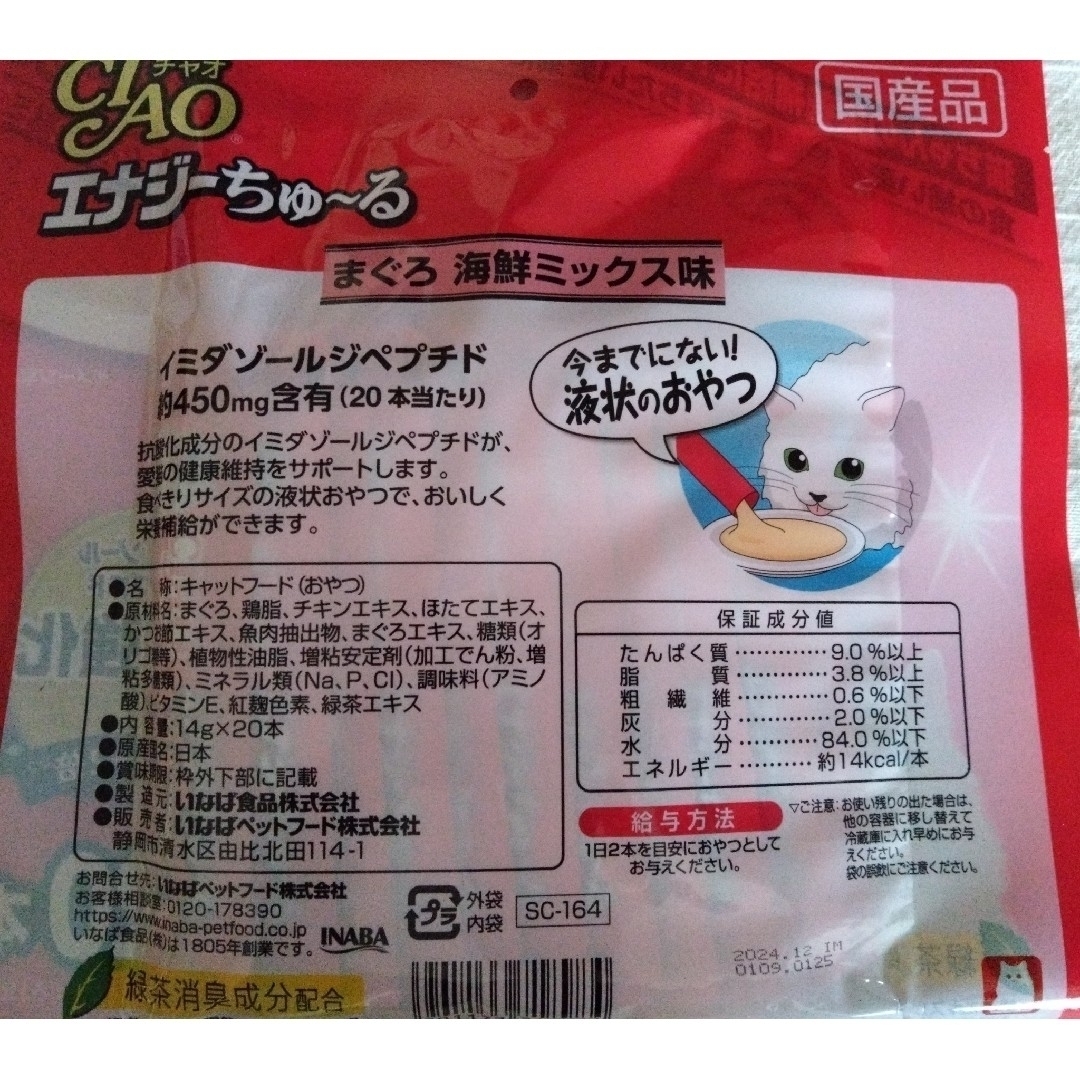 チャオ
CIAO
国産品
エナジーちゅ〜る
まぐろ 海鮮ミックス味
イミダゾールジペプチド
約450mg含有(20本当たり)
抗酸化成分のイミダゾールジペプチドが、
愛猫の健康維持をサポートします。
食べきりサイズの液状おやつで、おいしく
栄養補給ができます。
今までにない!
液状のおやつ
●名 称:キャットフード(おやつ)
●原材料名:まぐろ、鶏脂、チキンエキス、ほたてエキス、
かつお節エキス、魚肉抽出物、まぐろエキス、糖類(オ
リゴ糖等)、植物性油脂、増粘安定剤(加工でん粉、増
粘多糖類)、ミネラル類(Na、P、Cl)、調味料(アミノ
酸)、ビタミンE、紅麹色素、緑茶エキス
●内 容 量:14g×20本
●原産国名:日本
●賞味期限:枠外下部に記載
●製 造 元:いなば食品株式会社
●販 売 者:いなばペットフード株式会社
静岡市清水区由比北田114-1
保証成分値
たんぱく質 ............. 9.0%以上
脂 質 ............. 3.8%以上
粗 繊 維 ............. 0.6%以下
灰 分 ............. 2.0%以下
水 分 ........... 84.0%以下
エネルギー .......... 約14kcal/本
給与方法
1日2本を目安におやつとして
お与えください。
▽ご注意:お使い残りの出た場合は、
他の容器に移し替えて
冷蔵庫に入れ早めにお与
えください。
袋の誤飲にご注意ください。
お問合せ先:いなばペットフード株式会社
お客様相談室:0120-178390
https://www.inaba-petfood.co.jp
いなば食品(株)は1805年創業です。
INABA
プラ
外袋
内袋
SC-164
2024.12 IM
0109.0125
緑茶消臭成分配合